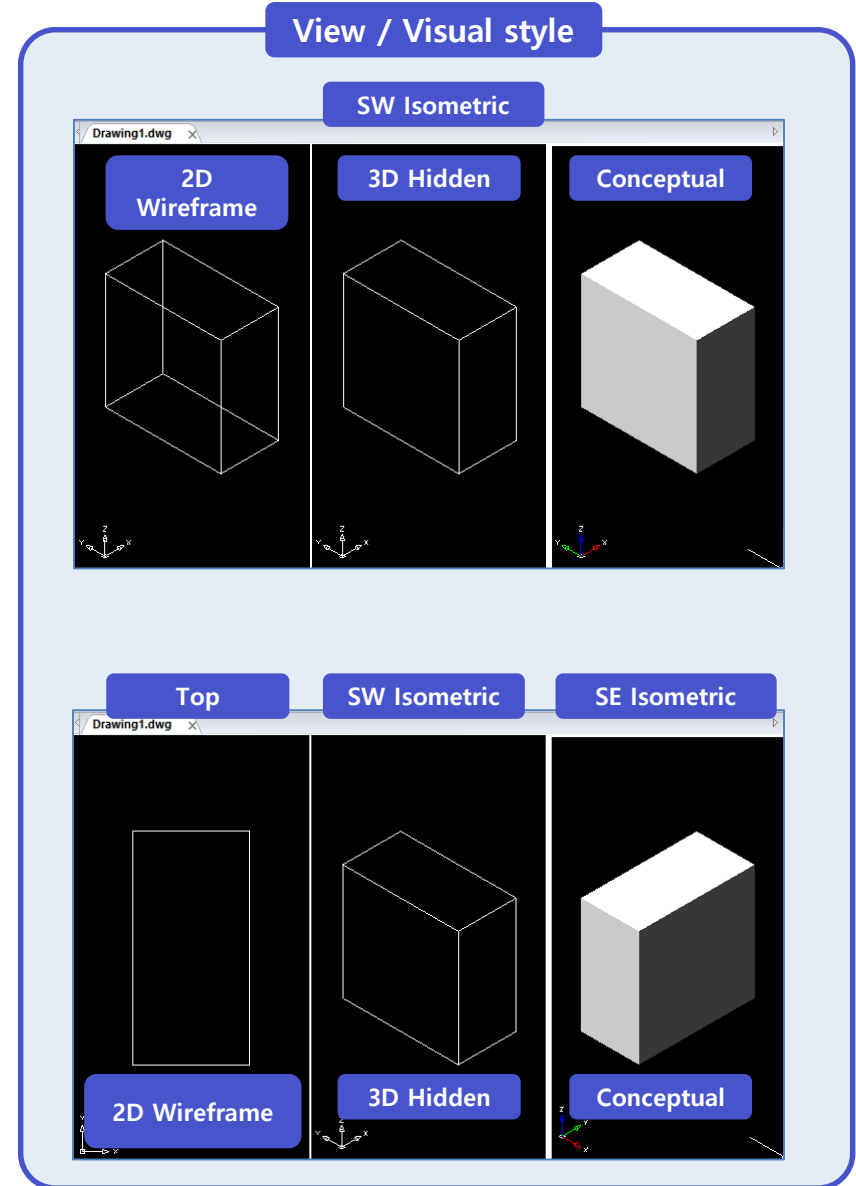 View / Visual style
SW Isometric
Drawing1.dwg
2D
Wireframe
3D Hidden
Conceptual
Z
Y
X
Z
Y
X
Z
Y
X
Top
SW Isometric
SE Isometric
Drawing1.dwg
2D Wireframe
3D Hidden
Conceptual
Y
X
Z
Y
X
Z
Y
X